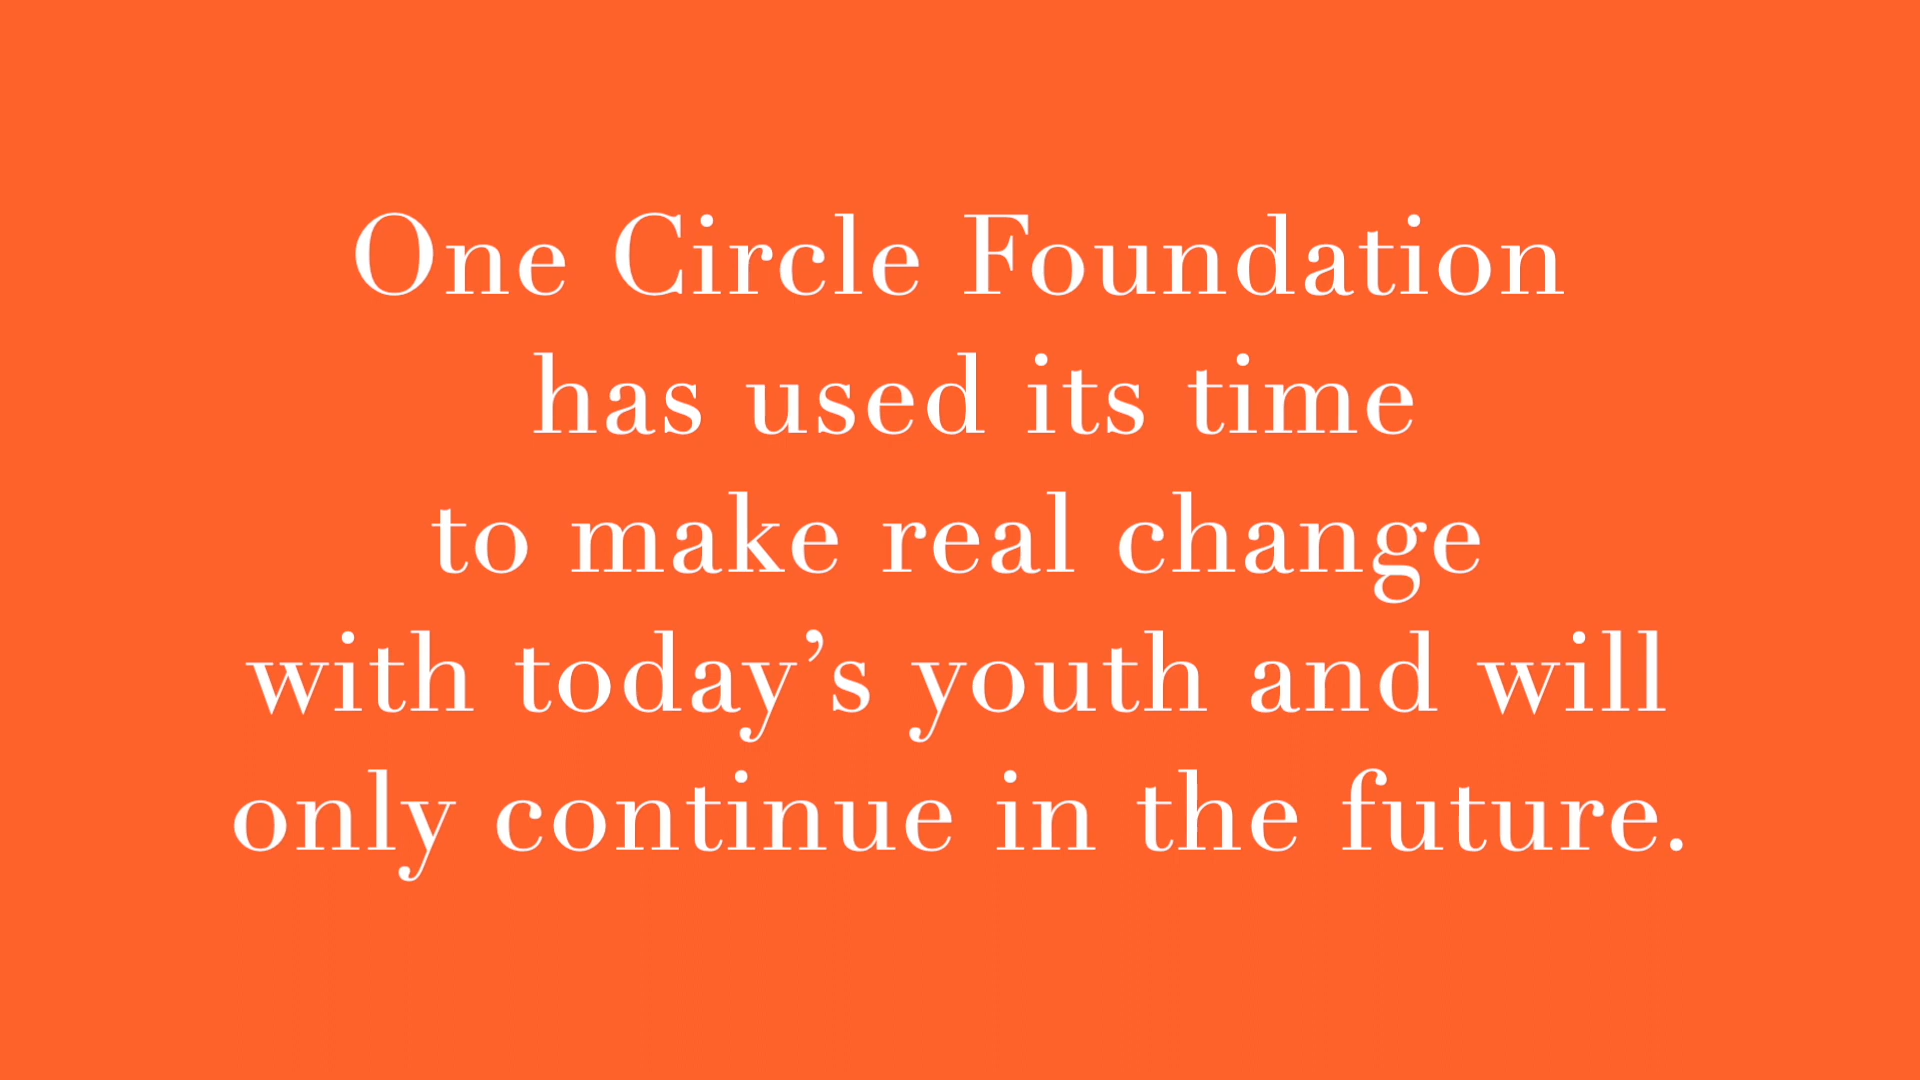 One Circle Foundation
has used its time
to make real change
with today’s youth and will
only continue in the future.